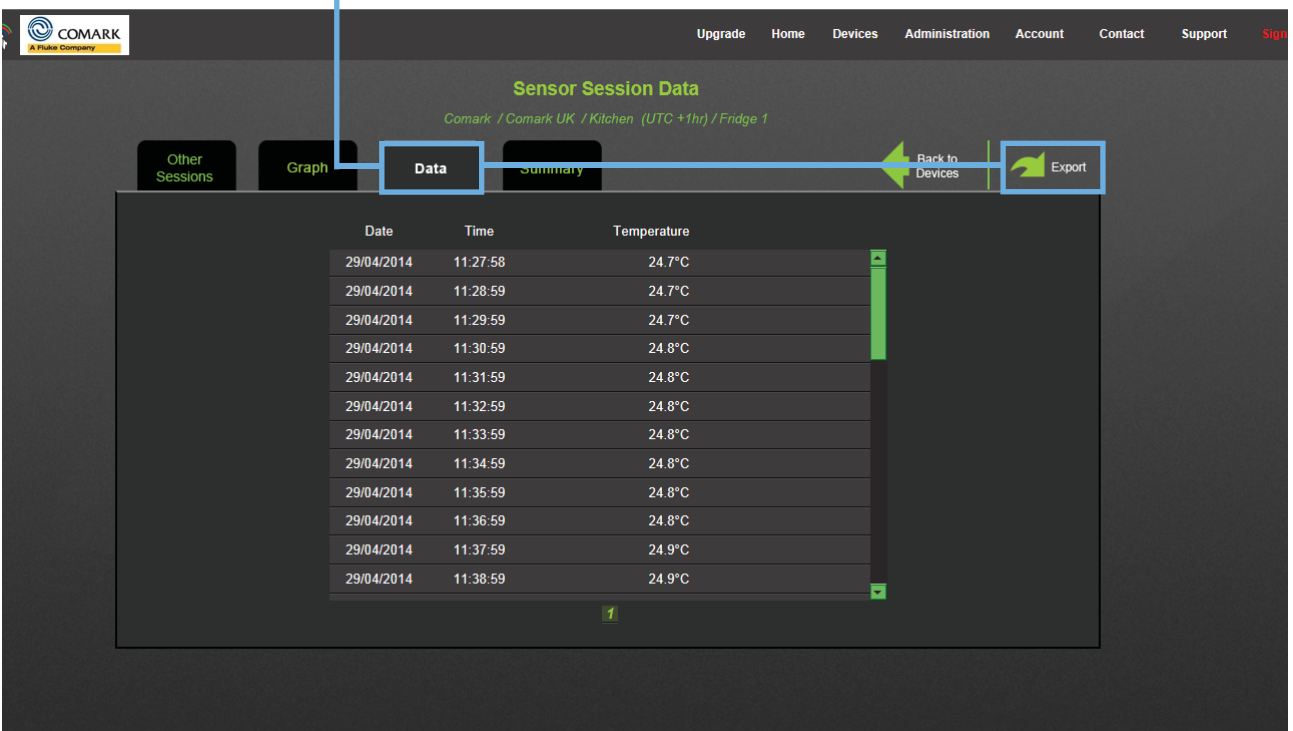 COMARK
A Fluke Company
Upgrade Home Devices Administration Account Contact Support Sign
Sensor Session Data
Comark / Comark UK / Kitchen (UTC +1hr) / Fridge 1
Other Sessions
Graph
Data
Summary
Back to Devices
Export
Date Time Temperature
29/04/2014 11:27:58 24.7°C
29/04/2014 11:28:59 24.7°C
29/04/2014 11:29:59 24.7°C
29/04/2014 11:30:59 24.8°C
29/04/2014 11:31:59 24.8°C
29/04/2014 11:32:59 24.8°C
29/04/2014 11:33:59 24.8°C
29/04/2014 11:34:59 24.8°C
29/04/2014 11:35:59 24.8°C
29/04/2014 11:36:59 24.8°C
29/04/2014 11:37:59 24.9°C
29/04/2014 11:38:59 24.9°C
1